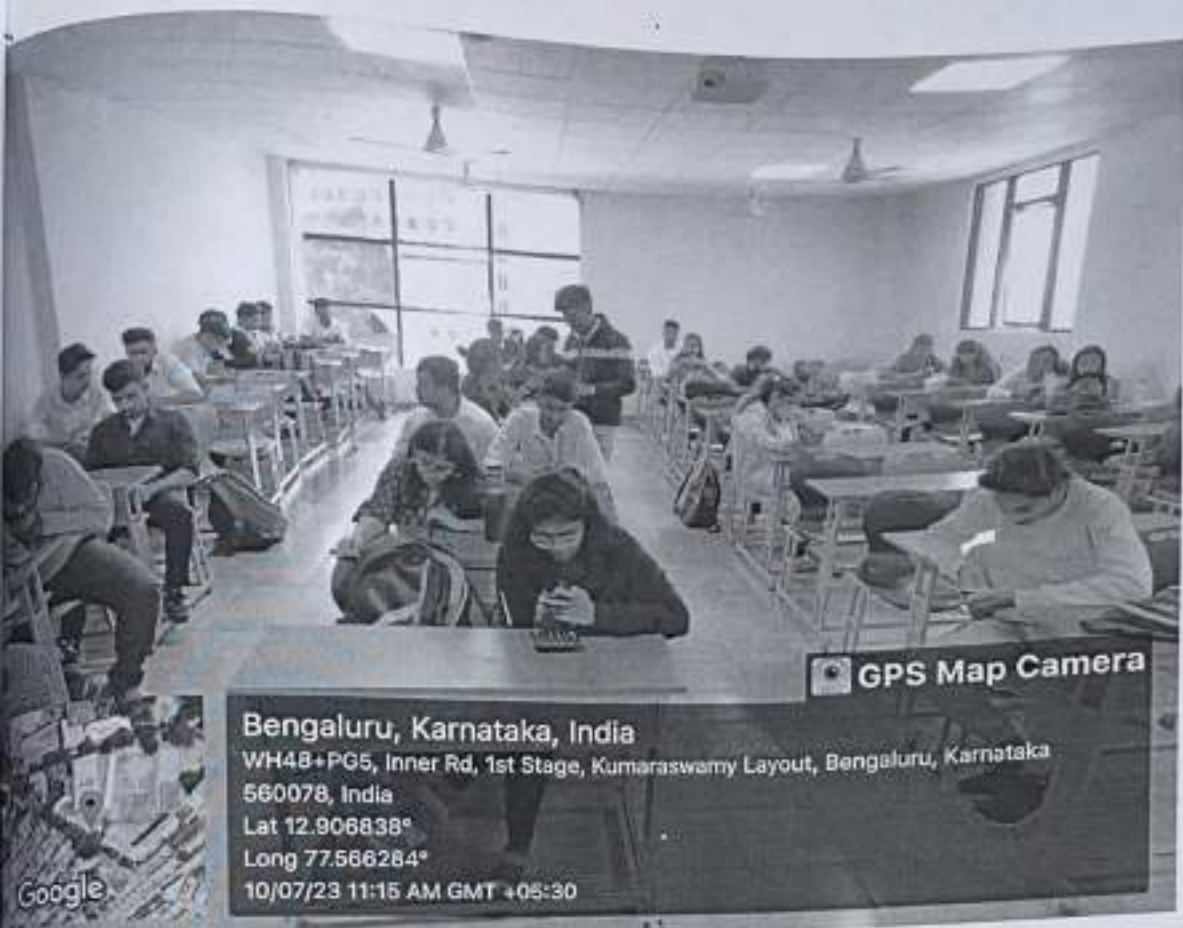 GPS Map Camera
Bengaluru, Karnataka, India
WH48+PG5, Inner Rd, 1st Stage, Kumaraswamy Layout, Bengaluru, Karnataka
560078, India
Lat 12.906838°
Long 77.566284°
10/07/23 11:15 AM GMT +05:30
Google